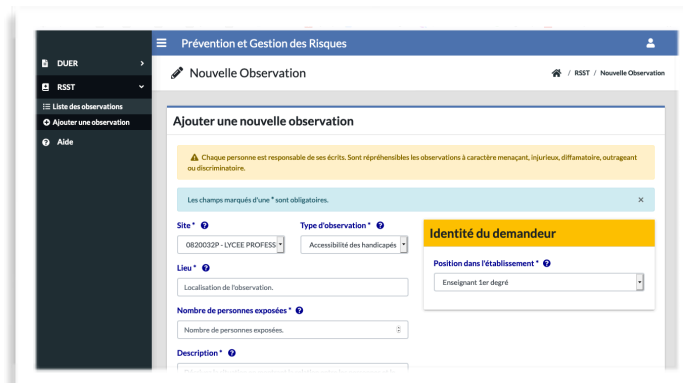 Prévention et Gestion des Risques
DUER
RSST
Liste des observations
Ajouter une observation
Aide
Nouvelle Observation
/ RSST / Nouvelle Observation
Ajouter une nouvelle observation
Chaque personne est responsable de ses écrits. Sont répréhensibles les observations à caractère menaçant, injurieux, diffamatoire, outrageant
ou discriminatoire.
Les champs marqués d'une * sont obligatoires.
×
Site *
Type d'observation *
0820032P - LYCEE PROFESS
Accessibilité des handicapés
Lieu *
Localisation de l'observation.
Nombre de personnes exposées *
Nombre de personnes exposées.
Description *
Identité du demandeur
Position dans l'établissement *
Enseignant 1er degré